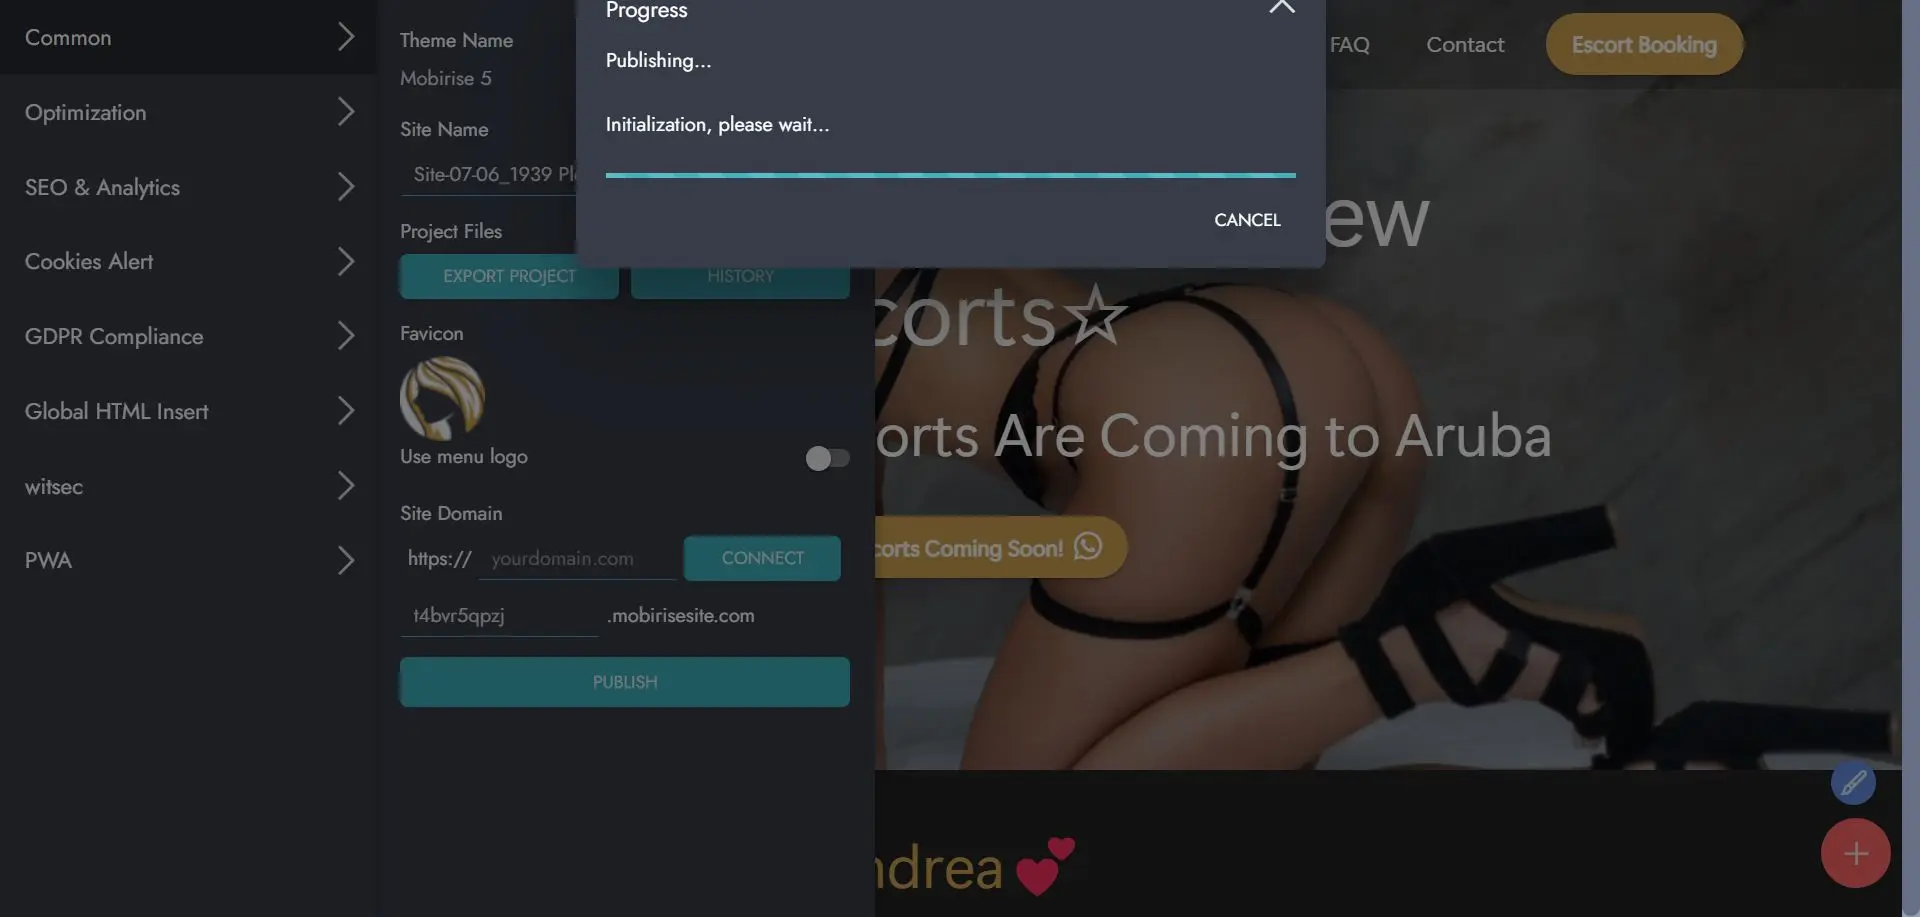 Common
Optimization
SEO & Analytics
Cookies Alert
GDPR Compliance
Global HTML Insert
witsec
PWA
Theme Name
Mobirise 5
Site Name
Site-07-06_1939
Project Files
EXPORT PROJECT
HISTORY
Favicon
Use menu logo
Site Domain
https://
yourdomain.com
CONNECT
t4bvr5qpzj
.mobirisesite.com
PUBLISH
Progress
Publishing...
Initialization, please wait...
CANCEL
FAQ
Contact
Escort Booking
ew
corts☆
orts Are Coming to Aruba
corts Coming Soon!
ndrea 💕